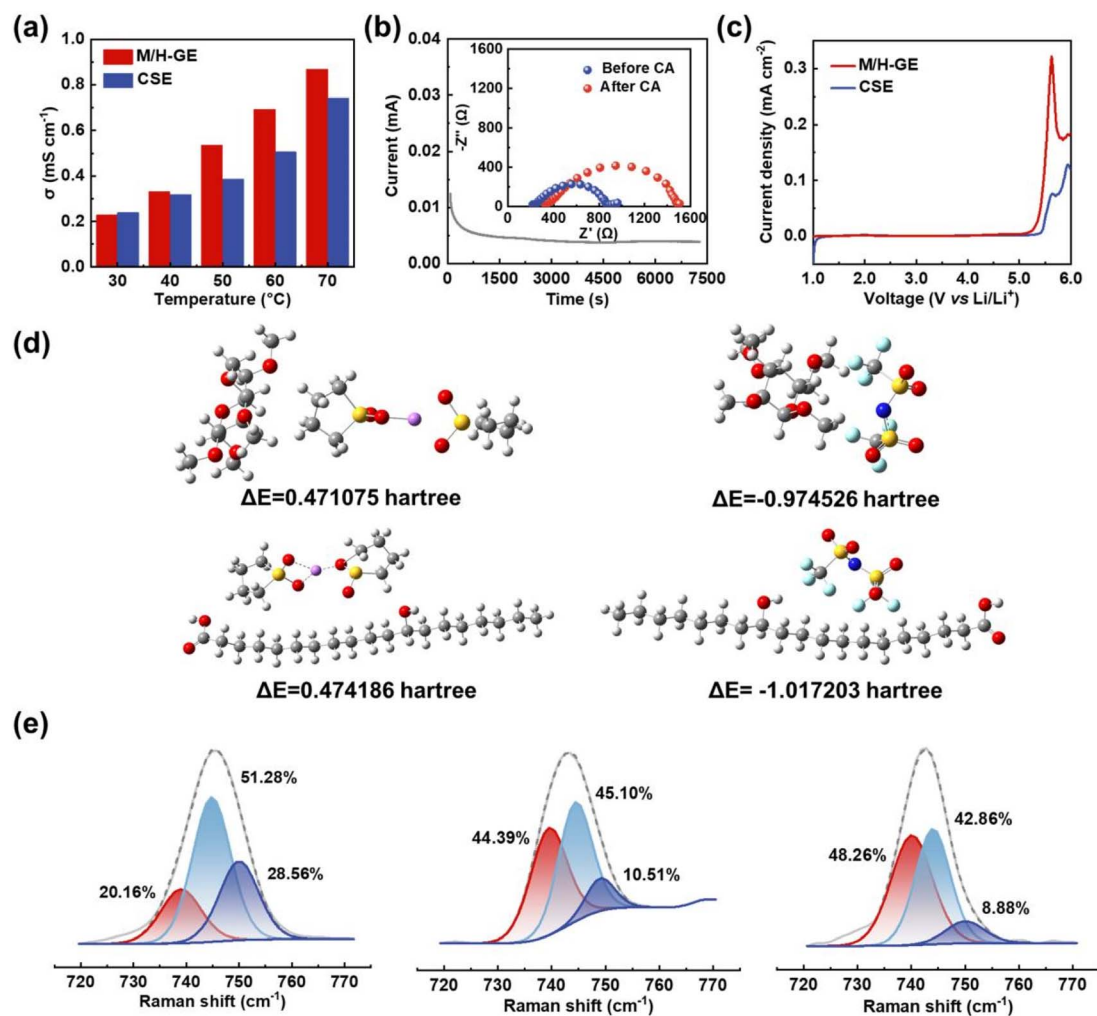 (a)
1.0
0.8
0.6
0.4
0.2
0.0
σ (mS cm⁻¹)
M/H-GE
CSE
30 40 50 60 70
Temperature (°C)
(b)
0.04
0.03
0.02
0.01
0.00
Current (mA)
1600
1200
800
400
0
-Z'' (Ω)
Before CA
After CA
0 400 800 1200 1600
Z' (Ω)
0 1500 3000 4500 6000 7500
Time (s)
(c)
0.3
0.2
0.1
0.0
Current density (mA cm⁻²)
M/H-GE
CSE
1.0 2.0 3.0 4.0 5.0 6.0
Voltage (V vs Li/Li⁺)
(d)
ΔE=0.471075 hartree
ΔE=-0.974526 hartree
ΔE=0.474186 hartree
ΔE= -1.017203 hartree
(e)
51.28%
20.16%
28.56%
720 730 740 750 760 770
Raman shift (cm⁻¹)
45.10%
44.39%
10.51%
720 730 740 750 760 770
Raman shift (cm⁻¹)
42.86%
48.26%
8.88%
720 730 740 750 760 770
Raman shift (cm⁻¹)